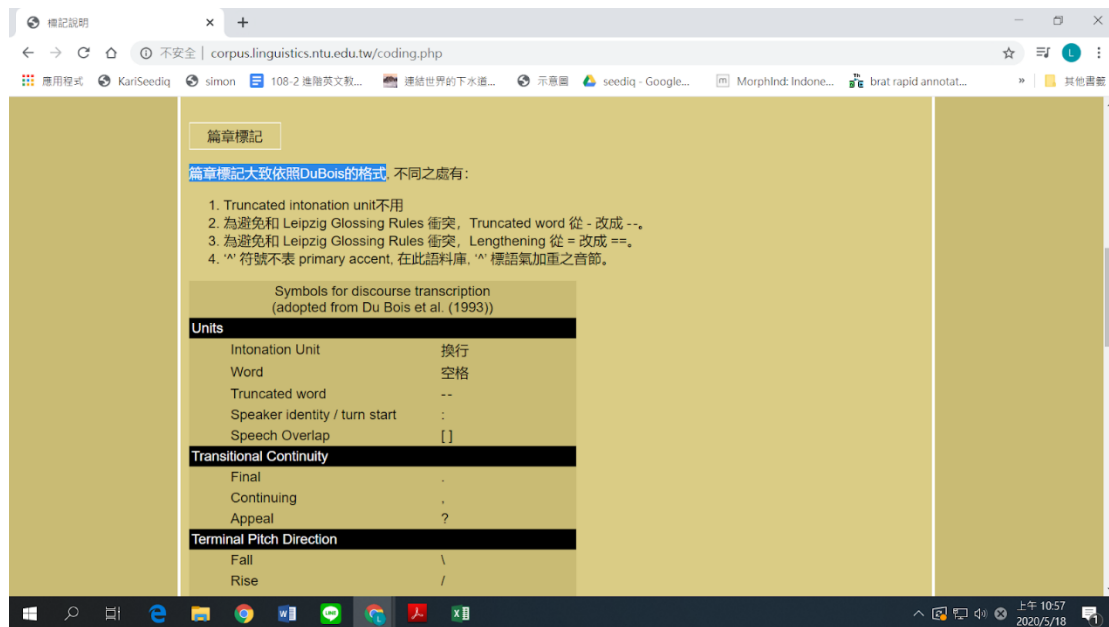 標記說明
不安全 | corpus.linguistics.ntu.edu.tw/coding.php
L
應用程式 KariSeediq simon 108-2 進階英文教... 連結世界的下水道... 示意圖 seediq - Google... MorphInd: Indone... brat rapid annotat... » 其他書籤
篇章標記
篇章標記大致依照DuBois的格式, 不同之處有:
1. Truncated intonation unit不用
2. 為避免和 Leipzig Glossing Rules 衝突，Truncated word 從 - 改成 --。
3. 為避免和 Leipzig Glossing Rules 衝突，Lengthening 從 = 改成 ==。
4. '^' 符號不表 primary accent, 在此語料庫, '^' 標語氣加重之音節。
Symbols for discourse transcription
(adopted from Du Bois et al. (1993))
Units
Intonation Unit 換行
Word 空格
Truncated word --
Speaker identity / turn start :
Speech Overlap [ ]
Transitional Continuity
Final .
Continuing ,
Appeal ?
Terminal Pitch Direction
Fall \
Rise /
上午 10:57
2020/5/18